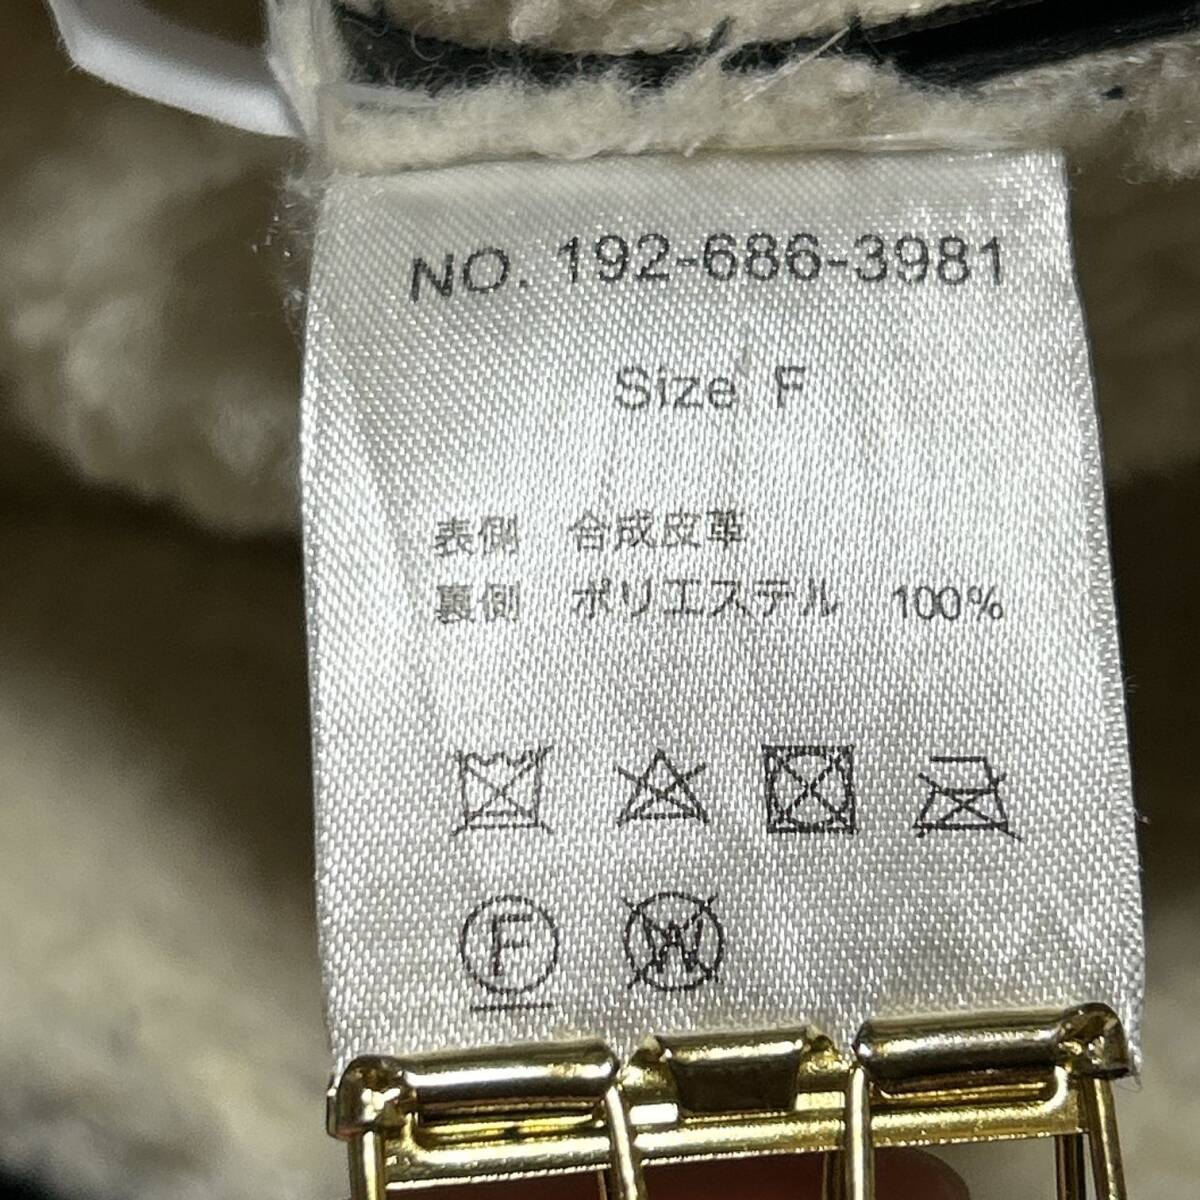 NO. 192-686-3981
Size F
表側 合成皮革
裏側 ポリエステル 100%
F W